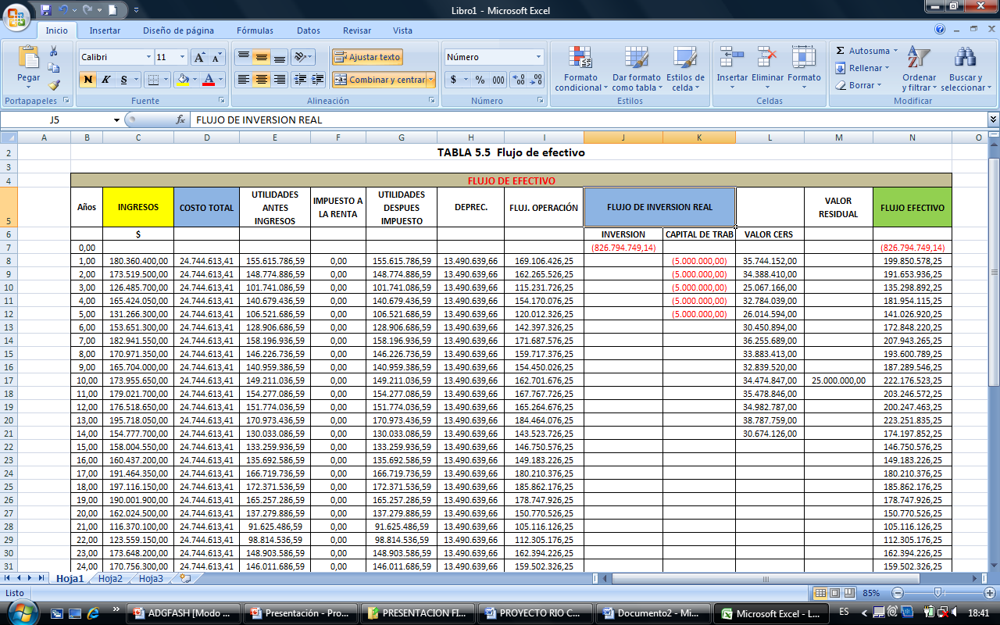 Libro1 - Microsoft Excel
Inicio Insertar Diseño de página Fórmulas Datos Revisar Vista
Pegar
Portapapeles
Calibri 11
N K S
Fuente
Ajustar texto
Combinar y centrar
Alineación
Número
$ % 000
Número
Formato condicional
Dar formato como tabla
Estilos de celda
Estilos
Insertar Eliminar Formato
Celdas
Autosuma
Rellenar
Borrar
Ordenar y filtrar
Buscar y seleccionar
Modificar
J5 fx FLUJO DE INVERSION REAL
A B C D E F G H I J K L M N O
2 TABLA 5.5 Flujo de efectivo
3
4 FLUJO DE EFECTIVO
5 Años INGRESOS COSTO TOTAL UTILIDADES ANTES INGRESOS IMPUESTO A LA RENTA UTILIDADES DESPUES IMPUESTO DEPREC. FLUJ. OPERACIÓN FLUJO DE INVERSION REAL VALOR RESIDUAL FLUJO EFECTIVO
6 $ INVERSION CAPITAL DE TRAB VALOR CERS
7 0,00 (826.794.749,14) (826.794.749,14)
8 1,00 180.360.400,00 24.744.613,41 155.615.786,59 0,00 155.615.786,59 13.490.639,66 169.106.426,25 (5.000.000,00) 35.744.152,00 199.850.578,25
9 2,00 173.519.500,00 24.744.613,41 148.774.886,59 0,00 148.774.886,59 13.490.639,66 162.265.526,25 (5.000.000,00) 34.388.410,00 191.653.936,25
10 3,00 126.485.700,00 24.744.613,41 101.741.086,59 0,00 101.741.086,59 13.490.639,66 115.231.726,25 (5.000.000,00) 25.067.166,00 135.298.892,25
11 4,00 165.424.050,00 24.744.613,41 140.679.436,59 0,00 140.679.436,59 13.490.639,66 154.170.076,25 (5.000.000,00) 32.784.039,00 181.954.115,25
12 5,00 131.266.300,00 24.744.613,41 106.521.686,59 0,00 106.521.686,59 13.490.639,66 120.012.326,25 (5.000.000,00) 26.014.594,00 141.026.920,25
13 6,00 153.651.300,00 24.744.613,41 128.906.686,59 0,00 128.906.686,59 13.490.639,66 142.397.326,25 30.450.894,00 172.848.220,25
14 7,00 182.941.550,00 24.744.613,41 158.196.936,59 0,00 158.196.936,59 13.490.639,66 171.687.576,25 36.255.689,00 207.943.265,25
15 8,00 170.971.350,00 24.744.613,41 146.226.736,59 0,00 146.226.736,59 13.490.639,66 159.717.376,25 33.883.413,00 193.600.789,25
16 9,00 165.704.000,00 24.744.613,41 140.959.386,59 0,00 140.959.386,59 13.490.639,66 154.450.026,25 32.839.520,00 187.289.546,25
17 10,00 173.955.650,00 24.744.613,41 149.211.036,59 0,00 149.211.036,59 13.490.639,66 162.701.676,25 34.474.847,00 25.000.000,00 222.176.523,25
18 11,00 179.021.700,00 24.744.613,41 154.277.086,59 0,00 154.277.086,59 13.490.639,66 167.767.726,25 35.478.846,00 203.246.572,25
19 12,00 176.518.650,00 24.744.613,41 151.774.036,59 0,00 151.774.036,59 13.490.639,66 165.264.676,25 34.982.787,00 200.247.463,25
20 13,00 195.718.050,00 24.744.613,41 170.973.436,59 0,00 170.973.436,59 13.490.639,66 184.464.076,25 38.787.759,00 223.251.835,25
21 14,00 154.777.700,00 24.744.613,41 130.033.086,59 0,00 130.033.086,59 13.490.639,66 143.523.726,25 30.674.126,00 174.197.852,25
22 15,00 158.004.550,00 24.744.613,41 133.259.936,59 0,00 133.259.936,59 13.490.639,66 146.750.576,25 146.750.576,25
23 16,00 160.437.200,00 24.744.613,41 135.692.586,59 0,00 135.692.586,59 13.490.639,66 149.183.226,25 149.183.226,25
24 17,00 191.464.350,00 24.744.613,41 166.719.736,59 0,00 166.719.736,59 13.490.639,66 180.210.376,25 180.210.376,25
25 18,00 197.116.150,00 24.744.613,41 172.371.536,59 0,00 172.371.536,59 13.490.639,66 185.862.176,25 185.862.176,25
26 19,00 190.001.900,00 24.744.613,41 165.257.286,59 0,00 165.257.286,59 13.490.639,66 178.747.926,25 178.747.926,25
27 20,00 162.024.500,00 24.744.613,41 137.279.886,59 0,00 137.279.886,59 13.490.639,66 150.770.526,25 150.770.526,25
28 21,00 116.370.100,00 24.744.613,41 91.625.486,59 0,00 91.625.486,59 13.490.639,66 105.116.126,25 105.116.126,25
29 22,00 123.559.150,00 24.744.613,41 98.814.536,59 0,00 98.814.536,59 13.490.639,66 112.305.176,25 112.305.176,25
30 23,00 173.648.200,00 24.744.613,41 148.903.586,59 0,00 148.903.586,59 13.490.639,66 162.394.226,25 162.394.226,25
31 24,00 170.756.300,00 24.744.613,41 146.011.686,59 0,00 146.011.686,59 13.490.639,66 159.502.326,25 159.502.326,25
Hoja1 Hoja2 Hoja3
Listo 85%
ADGFASH [Modo ... Presentación - Pro... PRESENTACION FI... PROYECTO RIO C... Documento2 - Mi... Microsoft Excel - L... ES 18:41